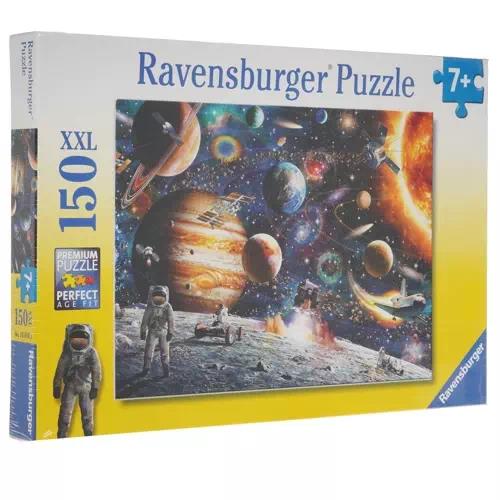 Ravensburger® Puzzle
7+
XXL
150
PREMIUM
PUZZLE
PERFECT
AGE FIT
Ravensburger
Ravensburger
Puzzle
7+
150
Ravensburger